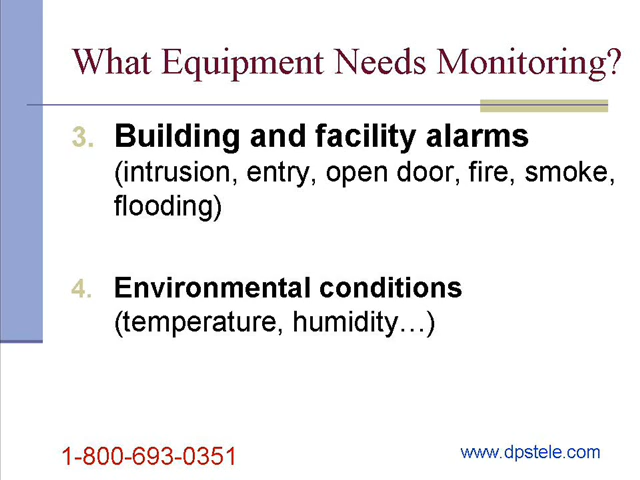 What Equipment Needs Monitoring?
3. Building and facility alarms
(intrusion, entry, open door, fire, smoke,
flooding)
4. Environmental conditions
(temperature, humidity…)
1-800-693-0351
www.dpstele.com